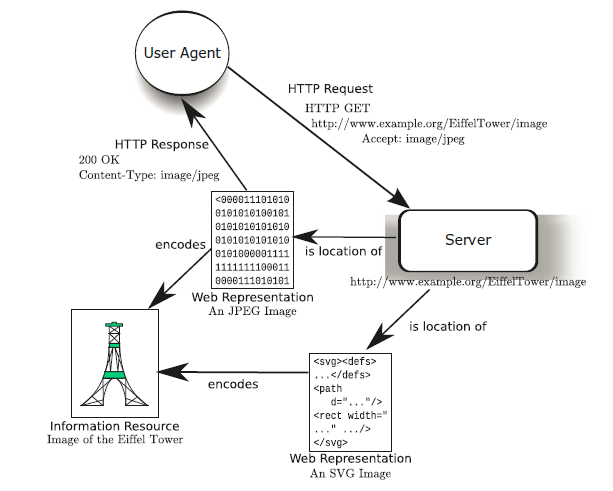 User Agent
HTTP Request
HTTP GET
http://www.example.org/EiffelTower/image
Accept: image/jpeg
HTTP Response
200 OK
Content-Type: image/jpeg
<000011101010
0101010100101
0101010101010
0101010101010
0101000001111
1111111100011
0000111010101
encodes
is location of
Server
http://www.example.org/EiffelTower/image
Web Representation
An JPEG Image
is location of
<svg><defs>
...</defs>
<path
d="..."/>
<rect width="
..." .../>
</svg>
encodes
Information Resource
Image of the Eiffel Tower
Web Representation
An SVG Image